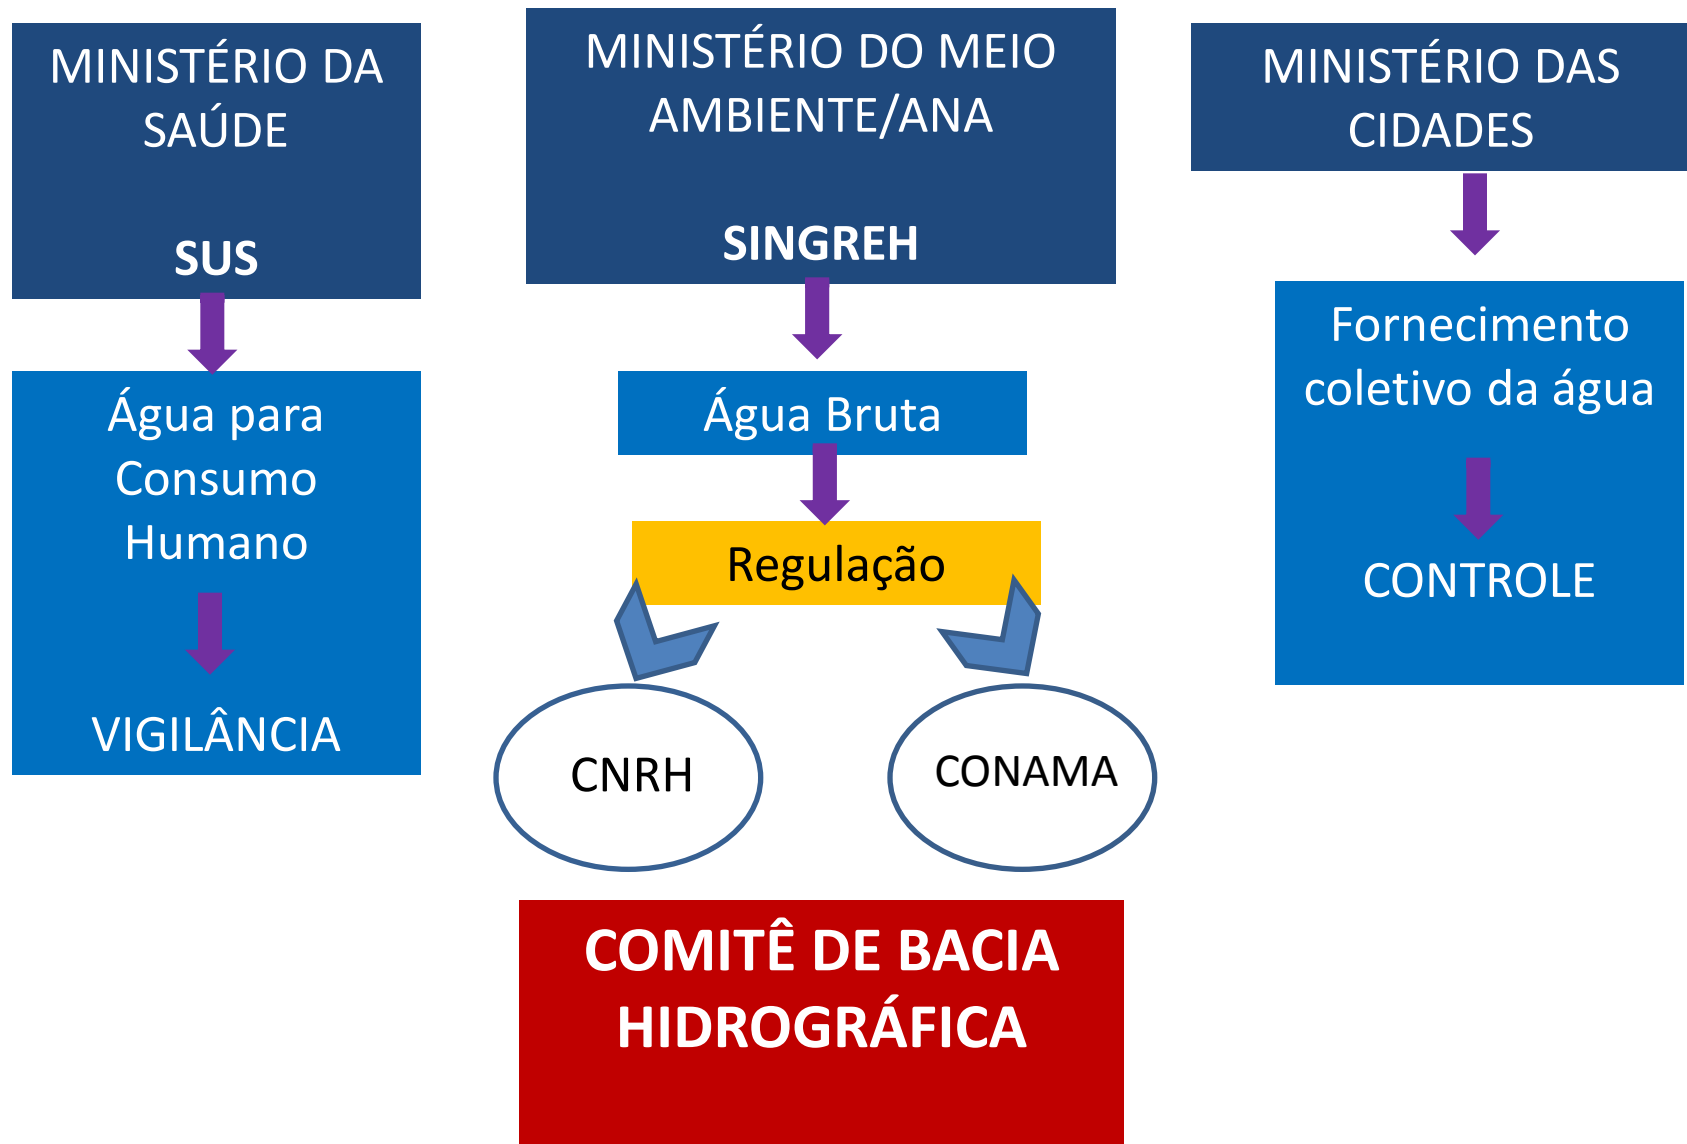 MINISTÉRIO DA
SAÚDE
SUS
Água para
Consumo
Humano
VIGILÂNCIA
MINISTÉRIO DO MEIO
AMBIENTE/ANA
SINGREH
Água Bruta
Regulação
CNRH
CONAMA
COMITÊ DE BACIA
HIDROGRÁFICA
MINISTÉRIO DAS
CIDADES
Fornecimento
coletivo da água
CONTROLE